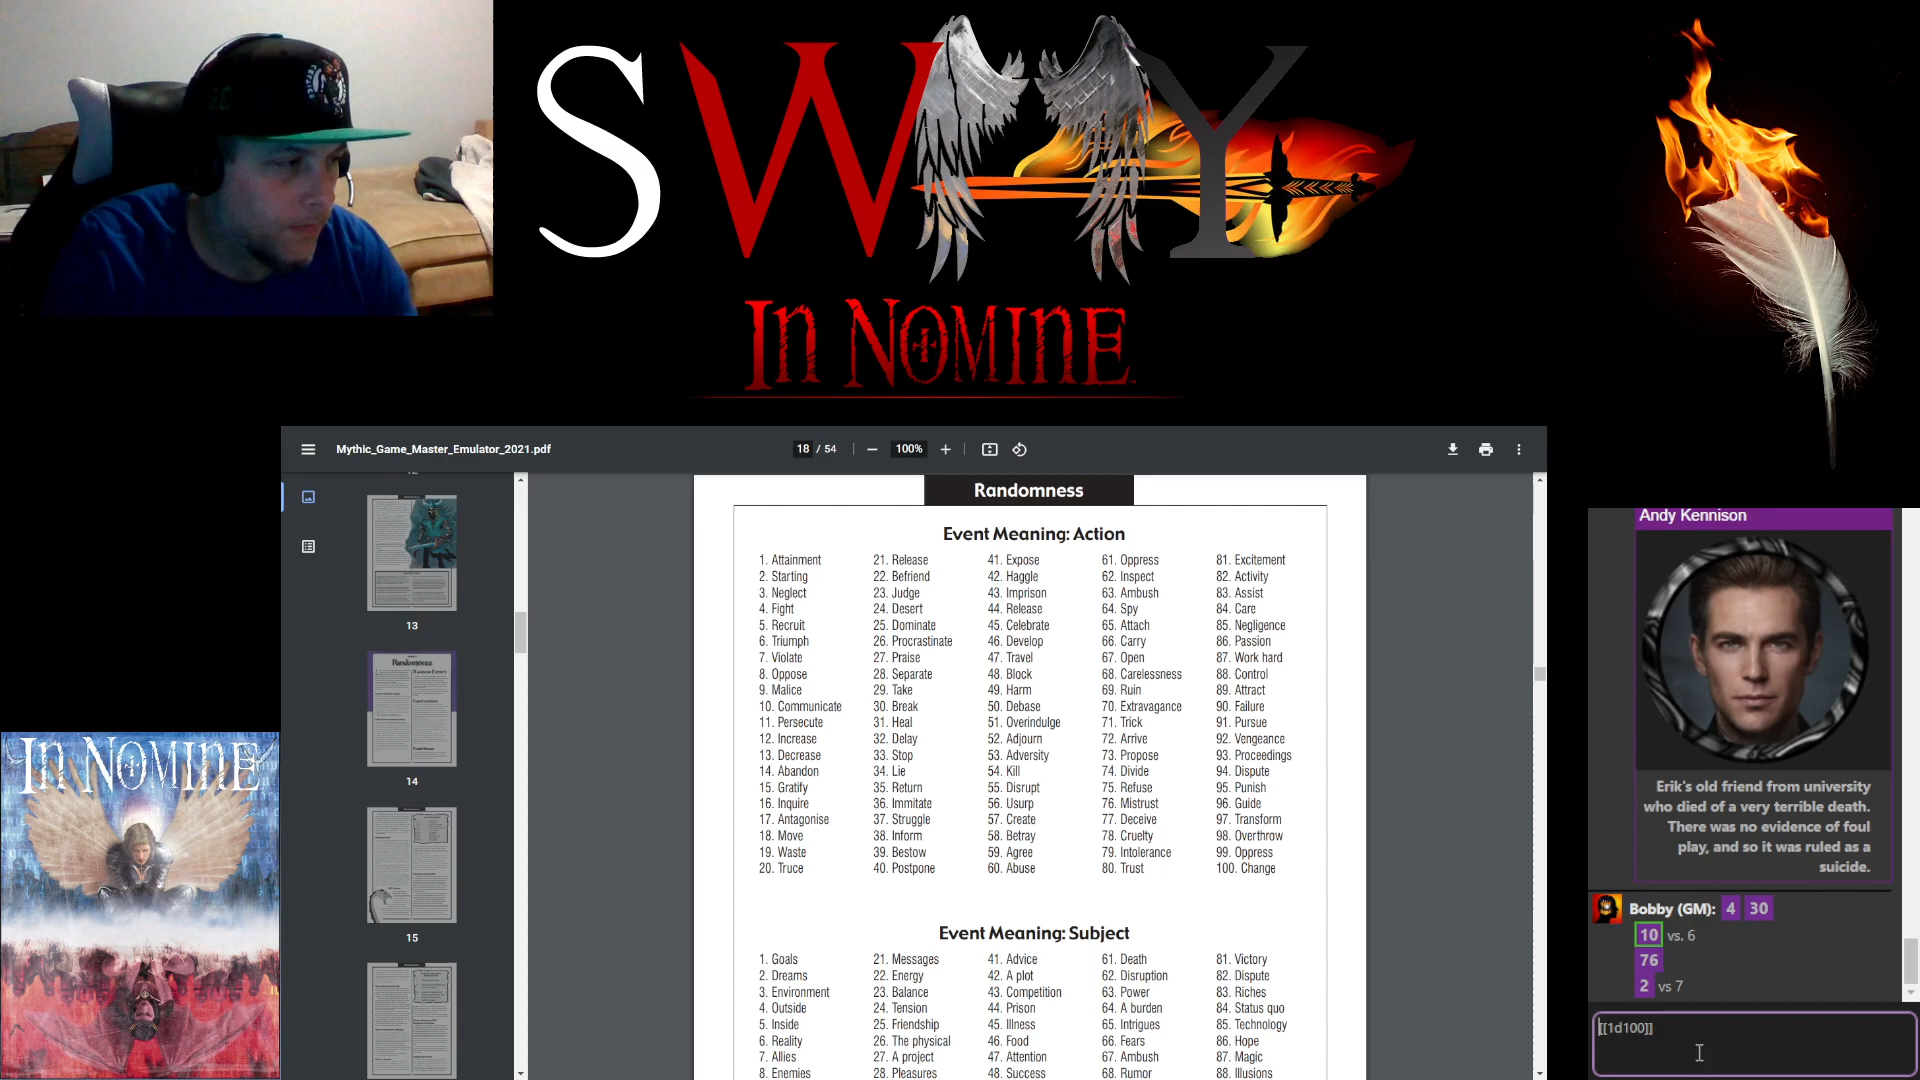 SWAY
IN NOMINE
Mythic_Game_Master_Emulator_2021.pdf
18 / 54
100%
13
Randomness
14
15
Randomness
Event Meaning: Action
1. Attainment 21. Release 41. Expose 61. Oppress 81. Excitement
2. Starting 22. Befriend 42. Haggle 62. Inspect 82. Activity
3. Neglect 23. Judge 43. Imprison 63. Ambush 83. Assist
4. Fight 24. Desert 44. Release 64. Spy 84. Care
5. Recruit 25. Dominate 45. Celebrate 65. Attach 85. Negligence
6. Triumph 26. Procrastinate 46. Develop 66. Carry 86. Passion
7. Violate 27. Praise 47. Travel 67. Open 87. Work hard
8. Oppose 28. Separate 48. Block 68. Carelessness 88. Control
9. Malice 29. Take 49. Harm 69. Ruin 89. Attract
10. Communicate 30. Break 50. Debase 70. Extravagance 90. Failure
11. Persecute 31. Heal 51. Overindulge 71. Trick 91. Pursue
12. Increase 32. Delay 52. Adjourn 72. Arrive 92. Vengeance
13. Decrease 33. Stop 53. Adversity 73. Propose 93. Proceedings
14. Abandon 34. Lie 54. Kill 74. Divide 94. Dispute
15. Gratify 35. Return 55. Disrupt 75. Refuse 95. Punish
16. Inquire 36. Immitate 56. Usurp 76. Mistrust 96. Guide
17. Antagonise 37. Struggle 57. Create 77. Deceive 97. Transform
18. Move 38. Inform 58. Betray 78. Cruelty 98. Overthrow
19. Waste 39. Bestow 59. Agree 79. Intolerance 99. Oppress
20. Truce 40. Postpone 60. Abuse 80. Trust 100. Change
Event Meaning: Subject
1. Goals 21. Messages 41. Advice 61. Death 81. Victory
2. Dreams 22. Energy 42. A plot 62. Disruption 82. Dispute
3. Environment 23. Balance 43. Competition 63. Power 83. Riches
4. Outside 24. Tension 44. Prison 64. A burden 84. Status quo
5. Inside 25. Friendship 45. Illness 65. Intrigues 85. Technology
6. Reality 26. The physical 46. Food 66. Fears 86. Hope
7. Allies 27. A project 47. Attention 67. Ambush 87. Magic
8. Enemies 28. Pleasures 48. Success 68. Rumor 88. Illusions
Andy Kennison
Erik's old friend from university
who died of a very terrible death.
There was no evidence of foul
play, and so it was ruled as a
suicide.
Bobby (GM): 4 30
10 vs. 6
76
2 vs 7
[[1d100]]
IN NOMINE